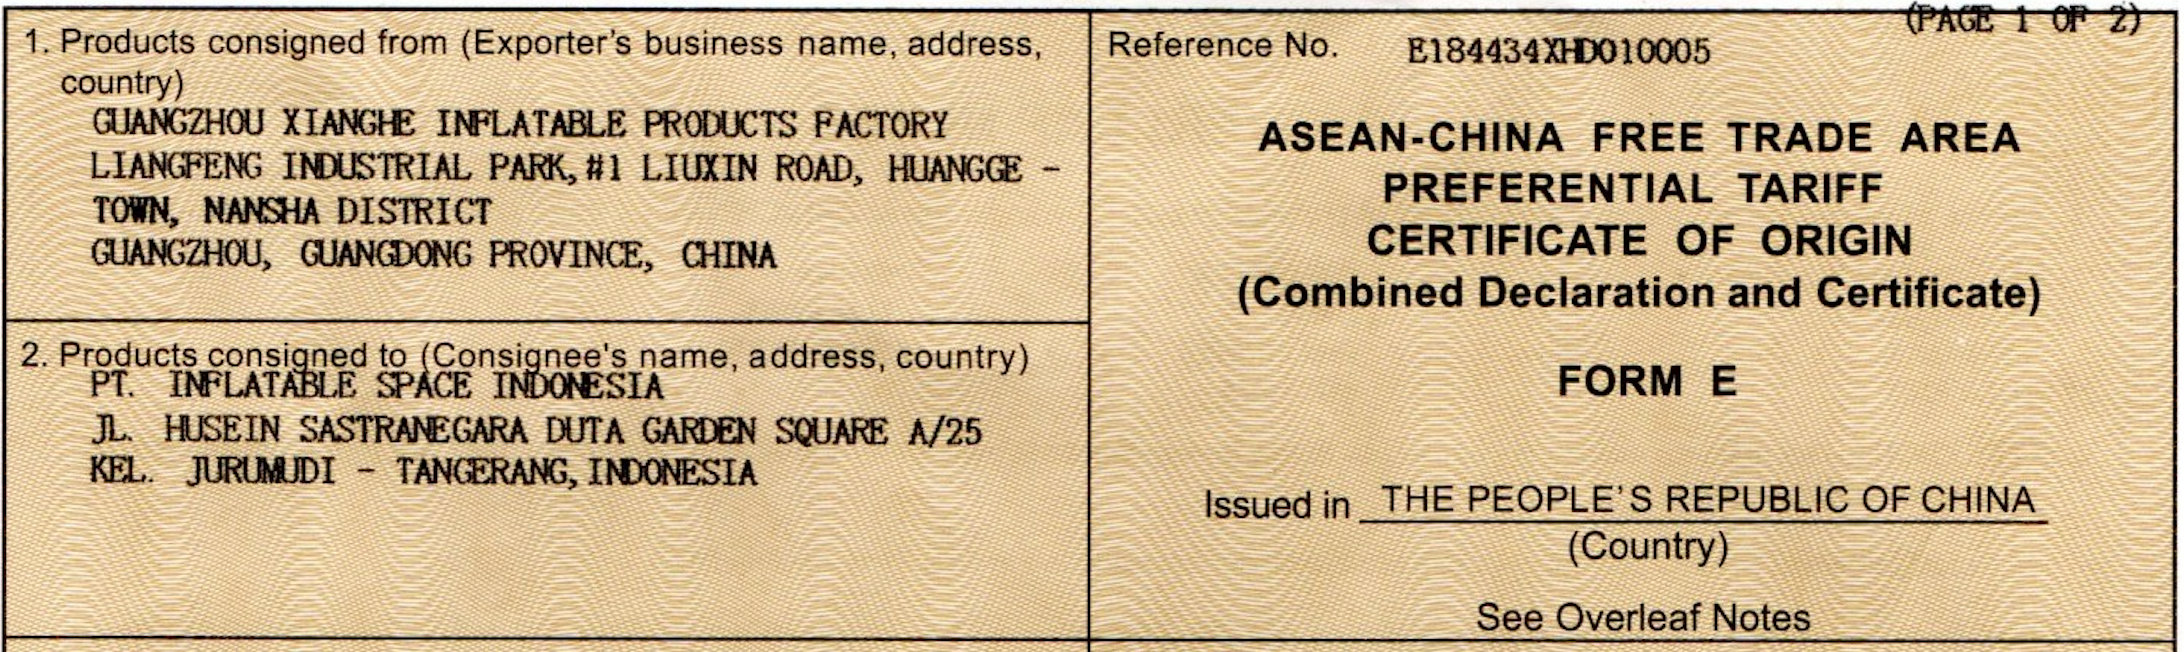 (PAGE 1 OF 2)
1. Products consigned from (Exporter's business name, address,
country)
GUANGZHOU XIANGHE INFLATABLE PRODUCTS FACTORY
LIANGFENG INDUSTRIAL PARK,#1 LIUXIN ROAD, HUANGGE -
TOWN, NANSHA DISTRICT
GUANGZHOU, GUANGDONG PROVINCE, CHINA
2. Products consigned to (Consignee's name, address, country)
PT. INFLATABLE SPACE INDONESIA
JL. HUSEIN SASTRANEGARA DUTA GARDEN SQUARE A/25
KEL. JURUMUDI - TANGERANG,INDONESIA
Reference No. E184434XHD010005
ASEAN-CHINA FREE TRADE AREA
PREFERENTIAL TARIFF
CERTIFICATE OF ORIGIN
(Combined Declaration and Certificate)
FORM E
Issued in THE PEOPLE'S REPUBLIC OF CHINA
(Country)
See Overleaf Notes